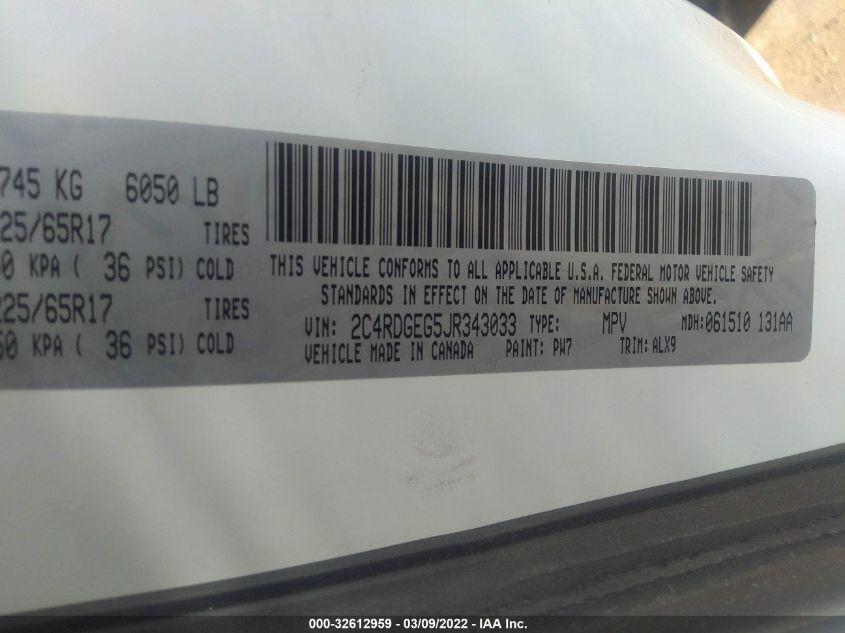 745 KG 6050 LB
25/65R17 TIRES
0 KPA ( 36 PSI) COLD
225/65R17 TIRES
50 KPA ( 36 PSI) COLD
THIS VEHICLE CONFORMS TO ALL APPLICABLE U.S.A. FEDERAL MOTOR VEHICLE SAFETY
STANDARDS IN EFFECT ON THE DATE OF MANUFACTURE SHOWN ABOVE.
VIN: 2C4RDGEG5JR343033 TYPE: MPV MDH: 061510 131AA
VEHICLE MADE IN CANADA PAINT: PW7 TRIM: ALX9
000-32612959 / 03/09/2022 - IAA Inc.